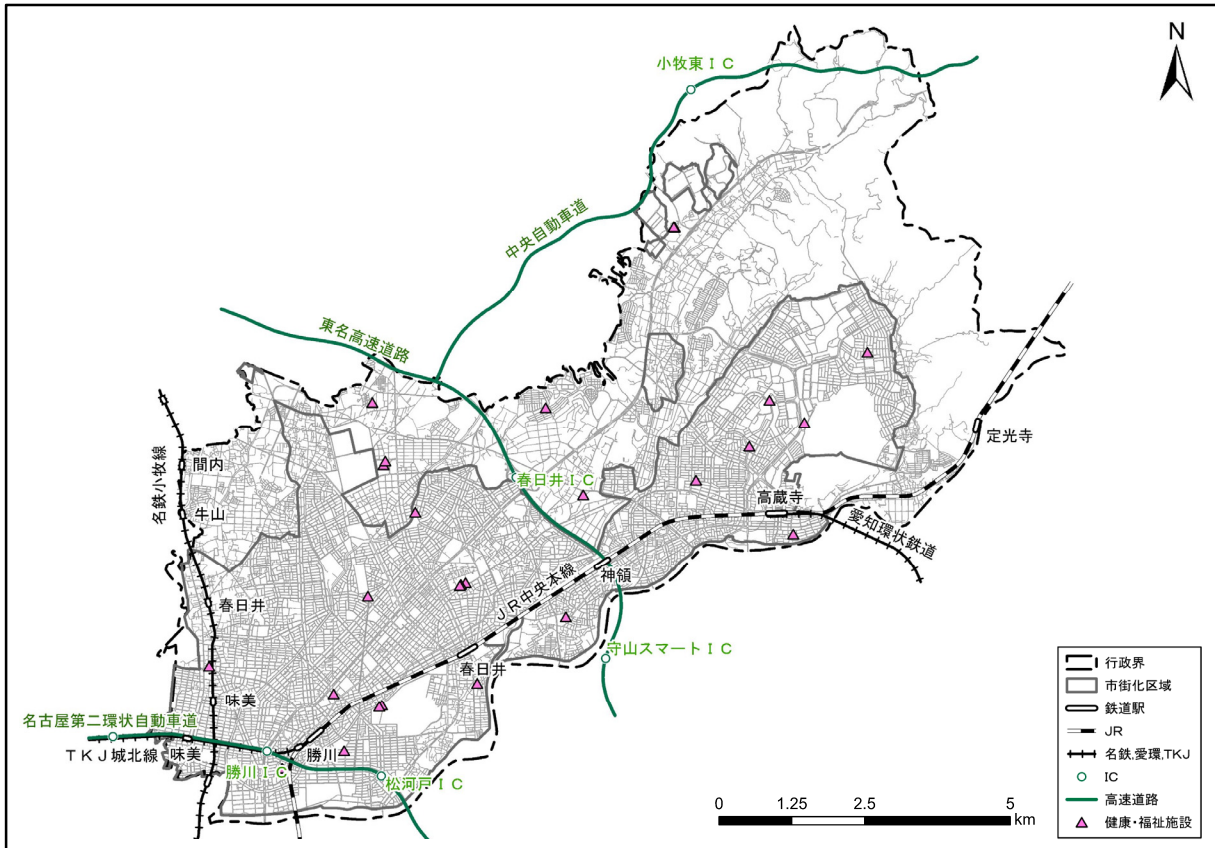 N
小牧東ＩＣ
中央自動車道
東名高速道路
名鉄小牧線
間内
牛山
春日井ＩＣ
定光寺
高蔵寺
愛知環状鉄道
神領
ＪＲ中央本線
春日井
守山スマートＩＣ
春日井
味美
名古屋第二環状自動車道
ＴＫＪ城北線
味美
勝川
勝川ＩＣ
松河戸ＩＣ
0
1.25
2.5
5
km
行政界
市街化区域
鉄道駅
JR
名鉄,愛環,TKJ
IC
高速道路
健康・福祉施設